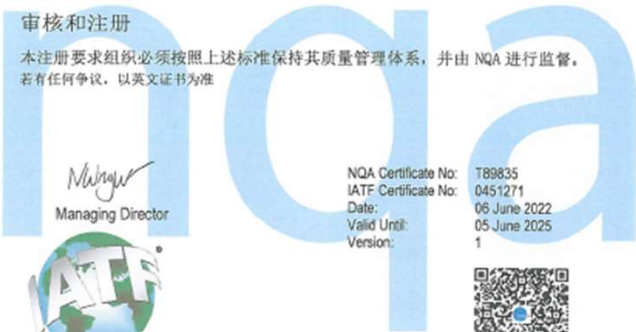 审核和注册
本注册要求组织必须按照上述标准保持其质量管理体系，并由 NQA 进行监督。
若有任何争议，以英文证书为准
nqa
Managing Director
NQA Certificate No: T89835
IATF Certificate No: 0451271
Date: 06 June 2022
Valid Until: 05 June 2025
Version: 1
IATF®